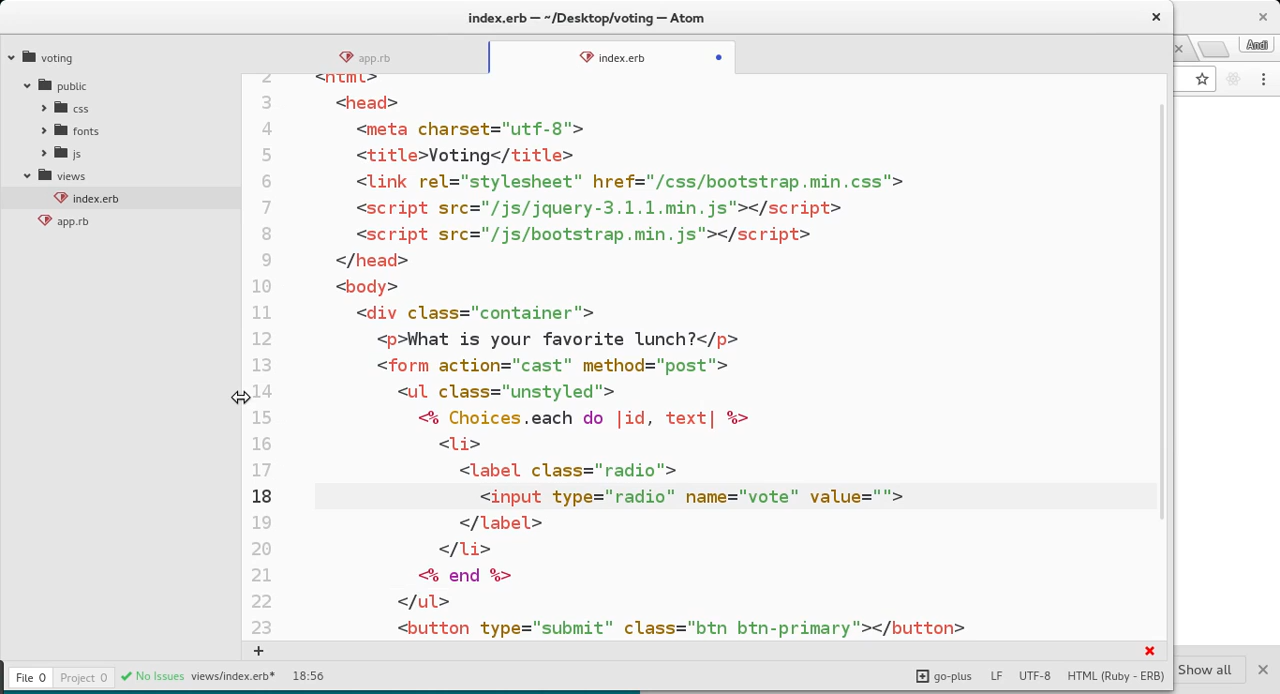 index.erb — ~/Desktop/voting — Atom
Andi
voting
public
css
fonts
js
views
index.erb
app.rb
app.rb
index.erb
2 <html>
3 <head>
4 <meta charset="utf-8">
5 <title>Voting</title>
6 <link rel="stylesheet" href="/css/bootstrap.min.css">
7 <script src="/js/jquery-3.1.1.min.js"></script>
8 <script src="/js/bootstrap.min.js"></script>
9 </head>
10 <body>
11 <div class="container">
12 <p>What is your favorite lunch?</p>
13 <form action="cast" method="post">
14 <ul class="unstyled">
15 <% Choices.each do |id, text| %>
16 <li>
17 <label class="radio">
18 <input type="radio" name="vote" value="">
19 </label>
20 </li>
21 <% end %>
22 </ul>
23 <button type="submit" class="btn btn-primary"></button>
File 0 Project 0 No Issues views/index.erb* 18:56 go-plus LF UTF-8 HTML (Ruby - ERB)
Show all